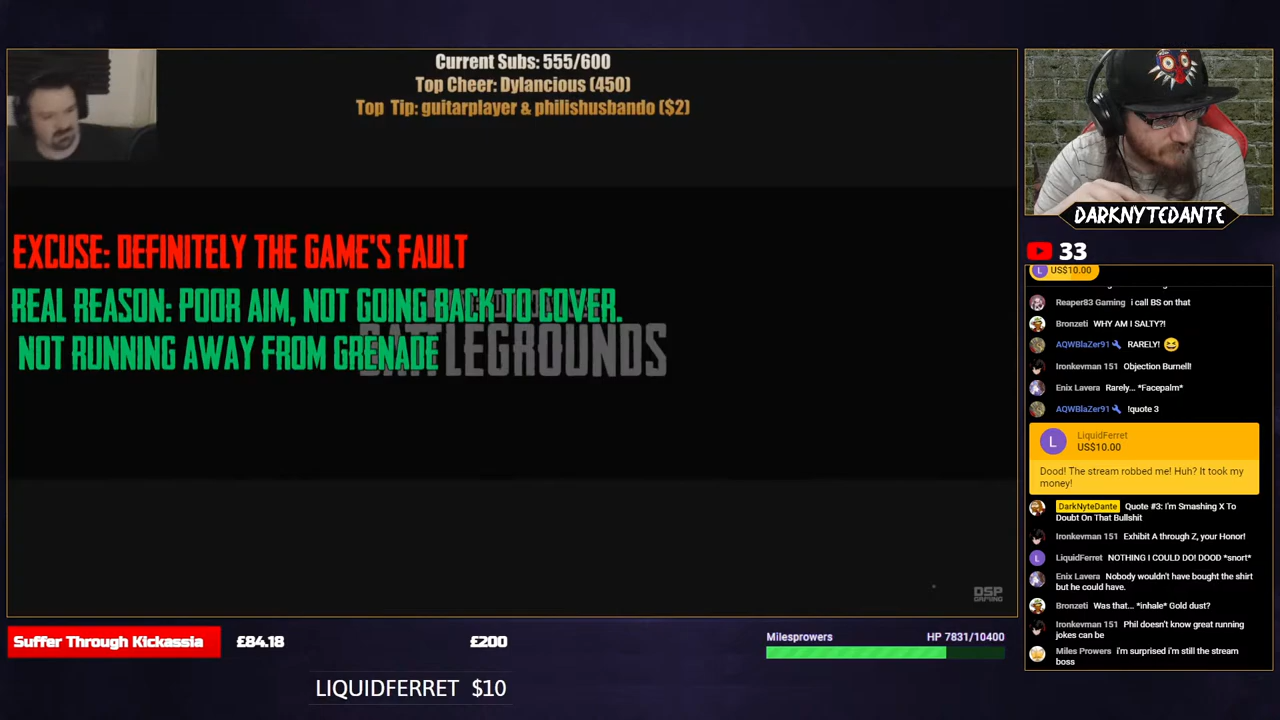 Current Subs: 555/600
Top Cheer: Dylancious (450)
Top Tip: guitarplayer & philishusbando ($2)
EXCUSE: DEFINITELY THE GAME'S FAULT
REAL REASON: POOR AIM, NOT GOING BACK TO COVER.
NOT RUNNING AWAY FROM GRENADE
BATTLEGROUNDS
DSP
GAMING
DARKNYTEDANTE
33
L US$10.00
Reaper83 Gaming i call BS on that
Bronzeti WHY AM I SALTY?!
AQWBlaZer91 RARELY! 😆
Ironkevman 151 Objection Burnell!
Enix Lavera Rarely... *Facepalm*
AQWBlaZer91 !quote 3
L LiquidFerret
US$10.00
Dood! The stream robbed me! Huh? It took my
money!
DarkNyteDante Quote #3: I'm Smashing X To
Doubt On That Bullshit
Ironkevman 151 Exhibit A through Z, your Honor!
L LiquidFerret NOTHING I COULD DO! DOOD *snort*
Enix Lavera Nobody wouldn't have bought the shirt
but he could have.
Bronzeti Was that... *inhale* Gold dust?
Ironkevman 151 Phil doesn't know great running
jokes can be
Miles Prowers i'm surprised i'm still the stream
boss
Suffer Through Kickassia £84.18 £200
Milesprowers HP 7831/10400
LIQUIDFERRET $10